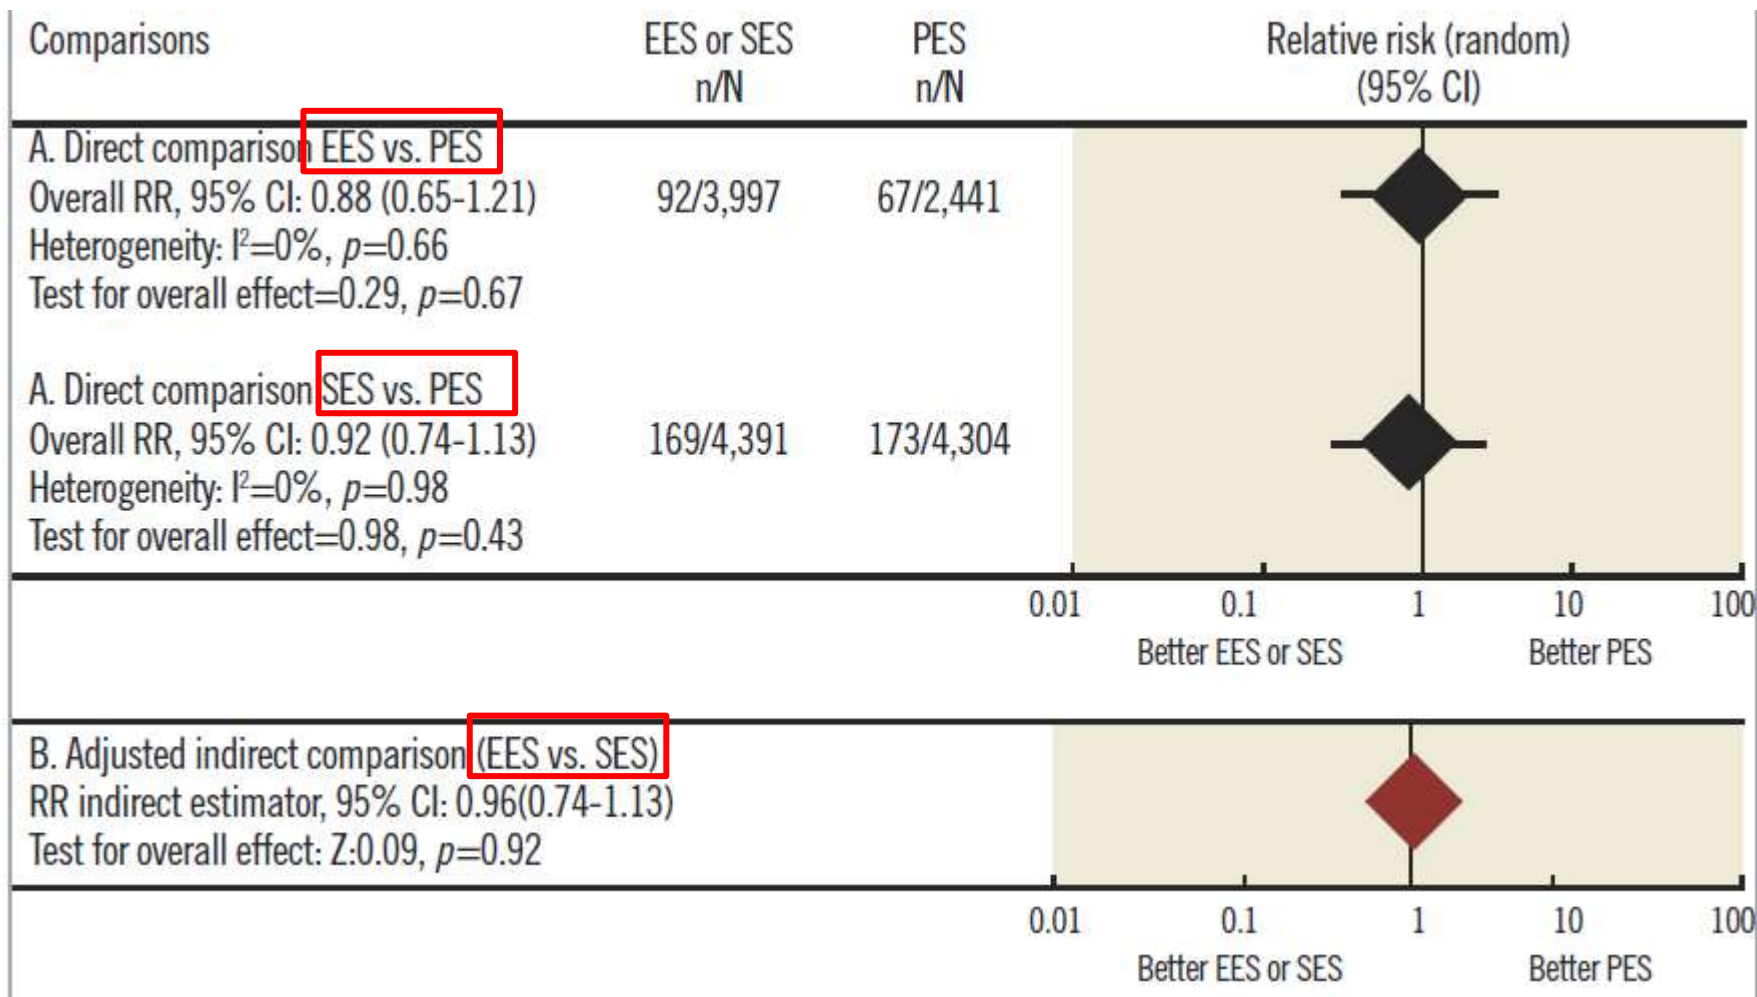 Comparisons EES or SES PES Relative risk (random)
n/N n/N (95% CI)
A. Direct comparison EES vs. PES
Overall RR, 95% CI: 0.88 (0.65-1.21) 92/3,997 67/2,441
Heterogeneity: I²=0%, p=0.66
Test for overall effect=0.29, p=0.67
A. Direct comparison SES vs. PES
Overall RR, 95% CI: 0.92 (0.74-1.13) 169/4,391 173/4,304
Heterogeneity: I²=0%, p=0.98
Test for overall effect=0.98, p=0.43
0.01 0.1 1 10 100
Better EES or SES Better PES
B. Adjusted indirect comparison (EES vs. SES)
RR indirect estimator, 95% CI: 0.96(0.74-1.13)
Test for overall effect: Z:0.09, p=0.92
0.01 0.1 1 10 100
Better EES or SES Better PES